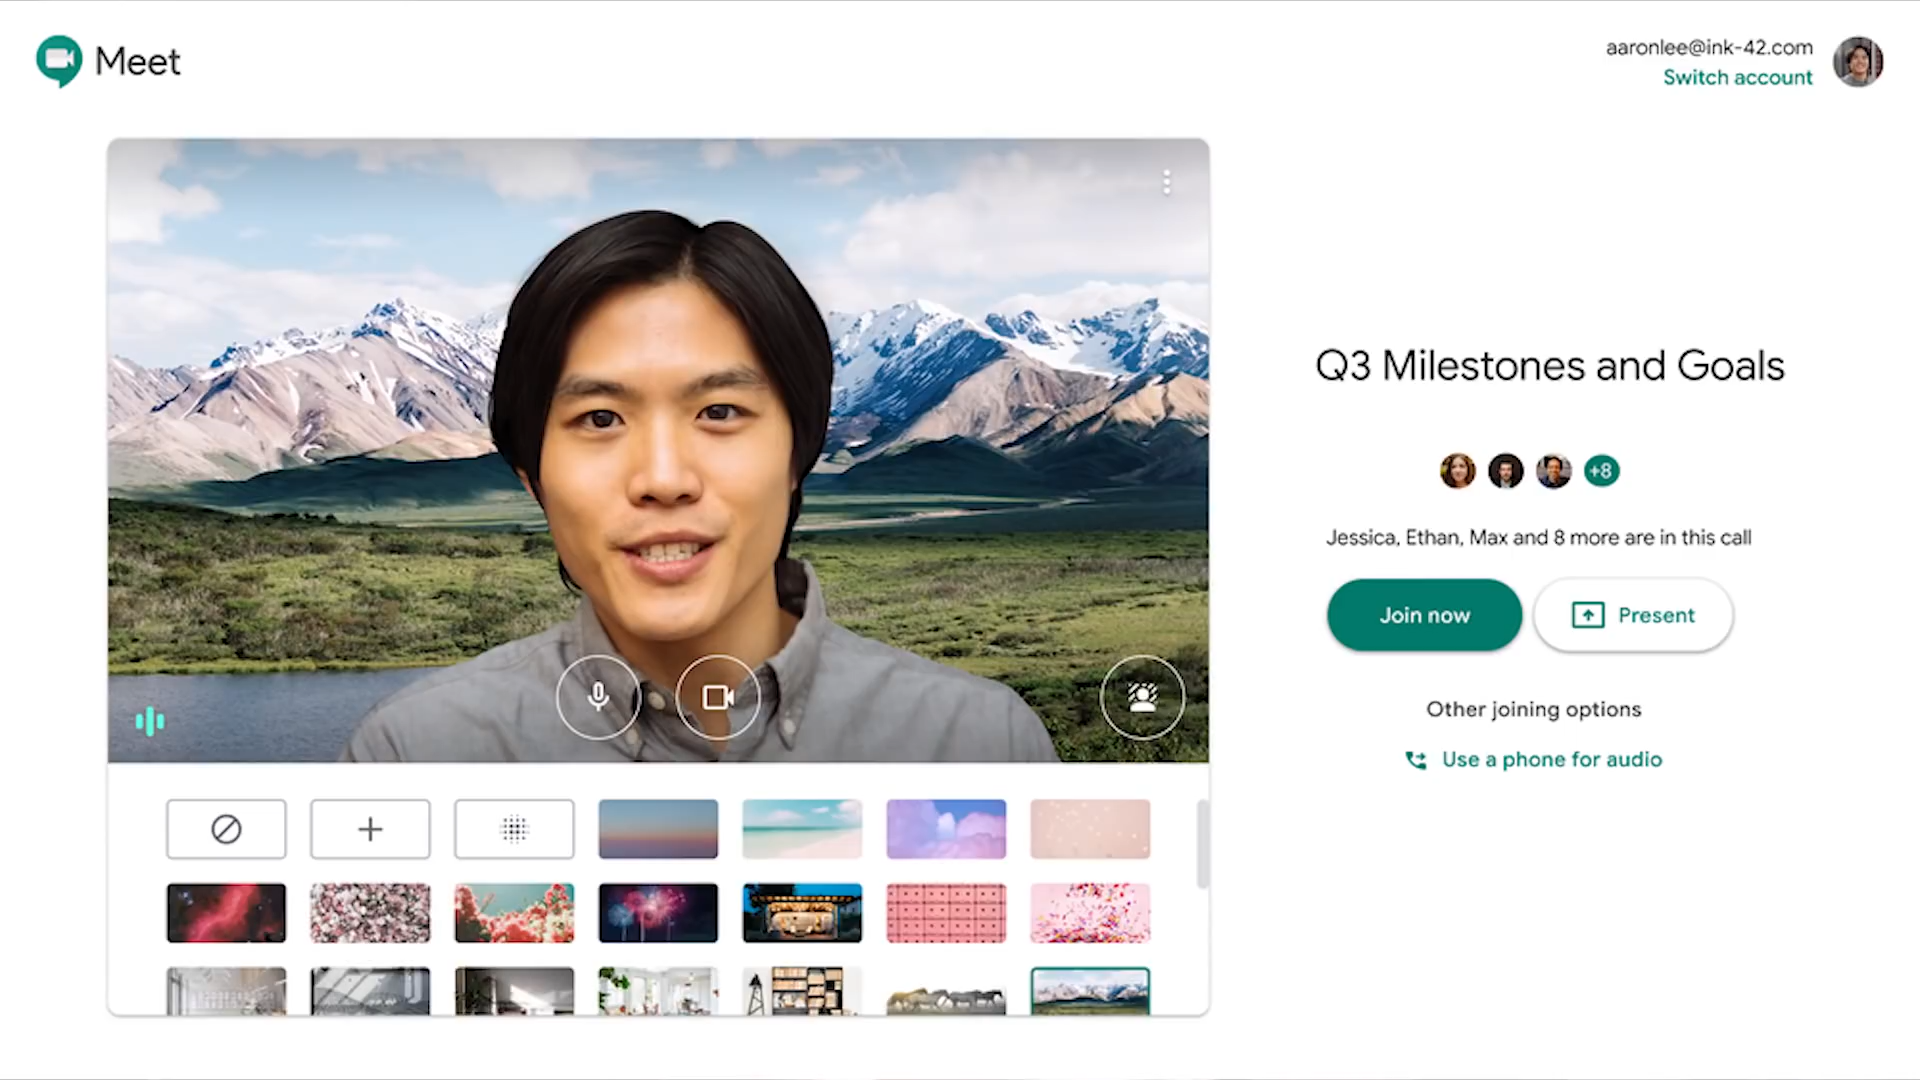 Meet
aaronlee@ink-42.com
Switch account
Q3 Milestones and Goals
+8
Jessica, Ethan, Max and 8 more are in this call
Join now
Present
Other joining options
Use a phone for audio